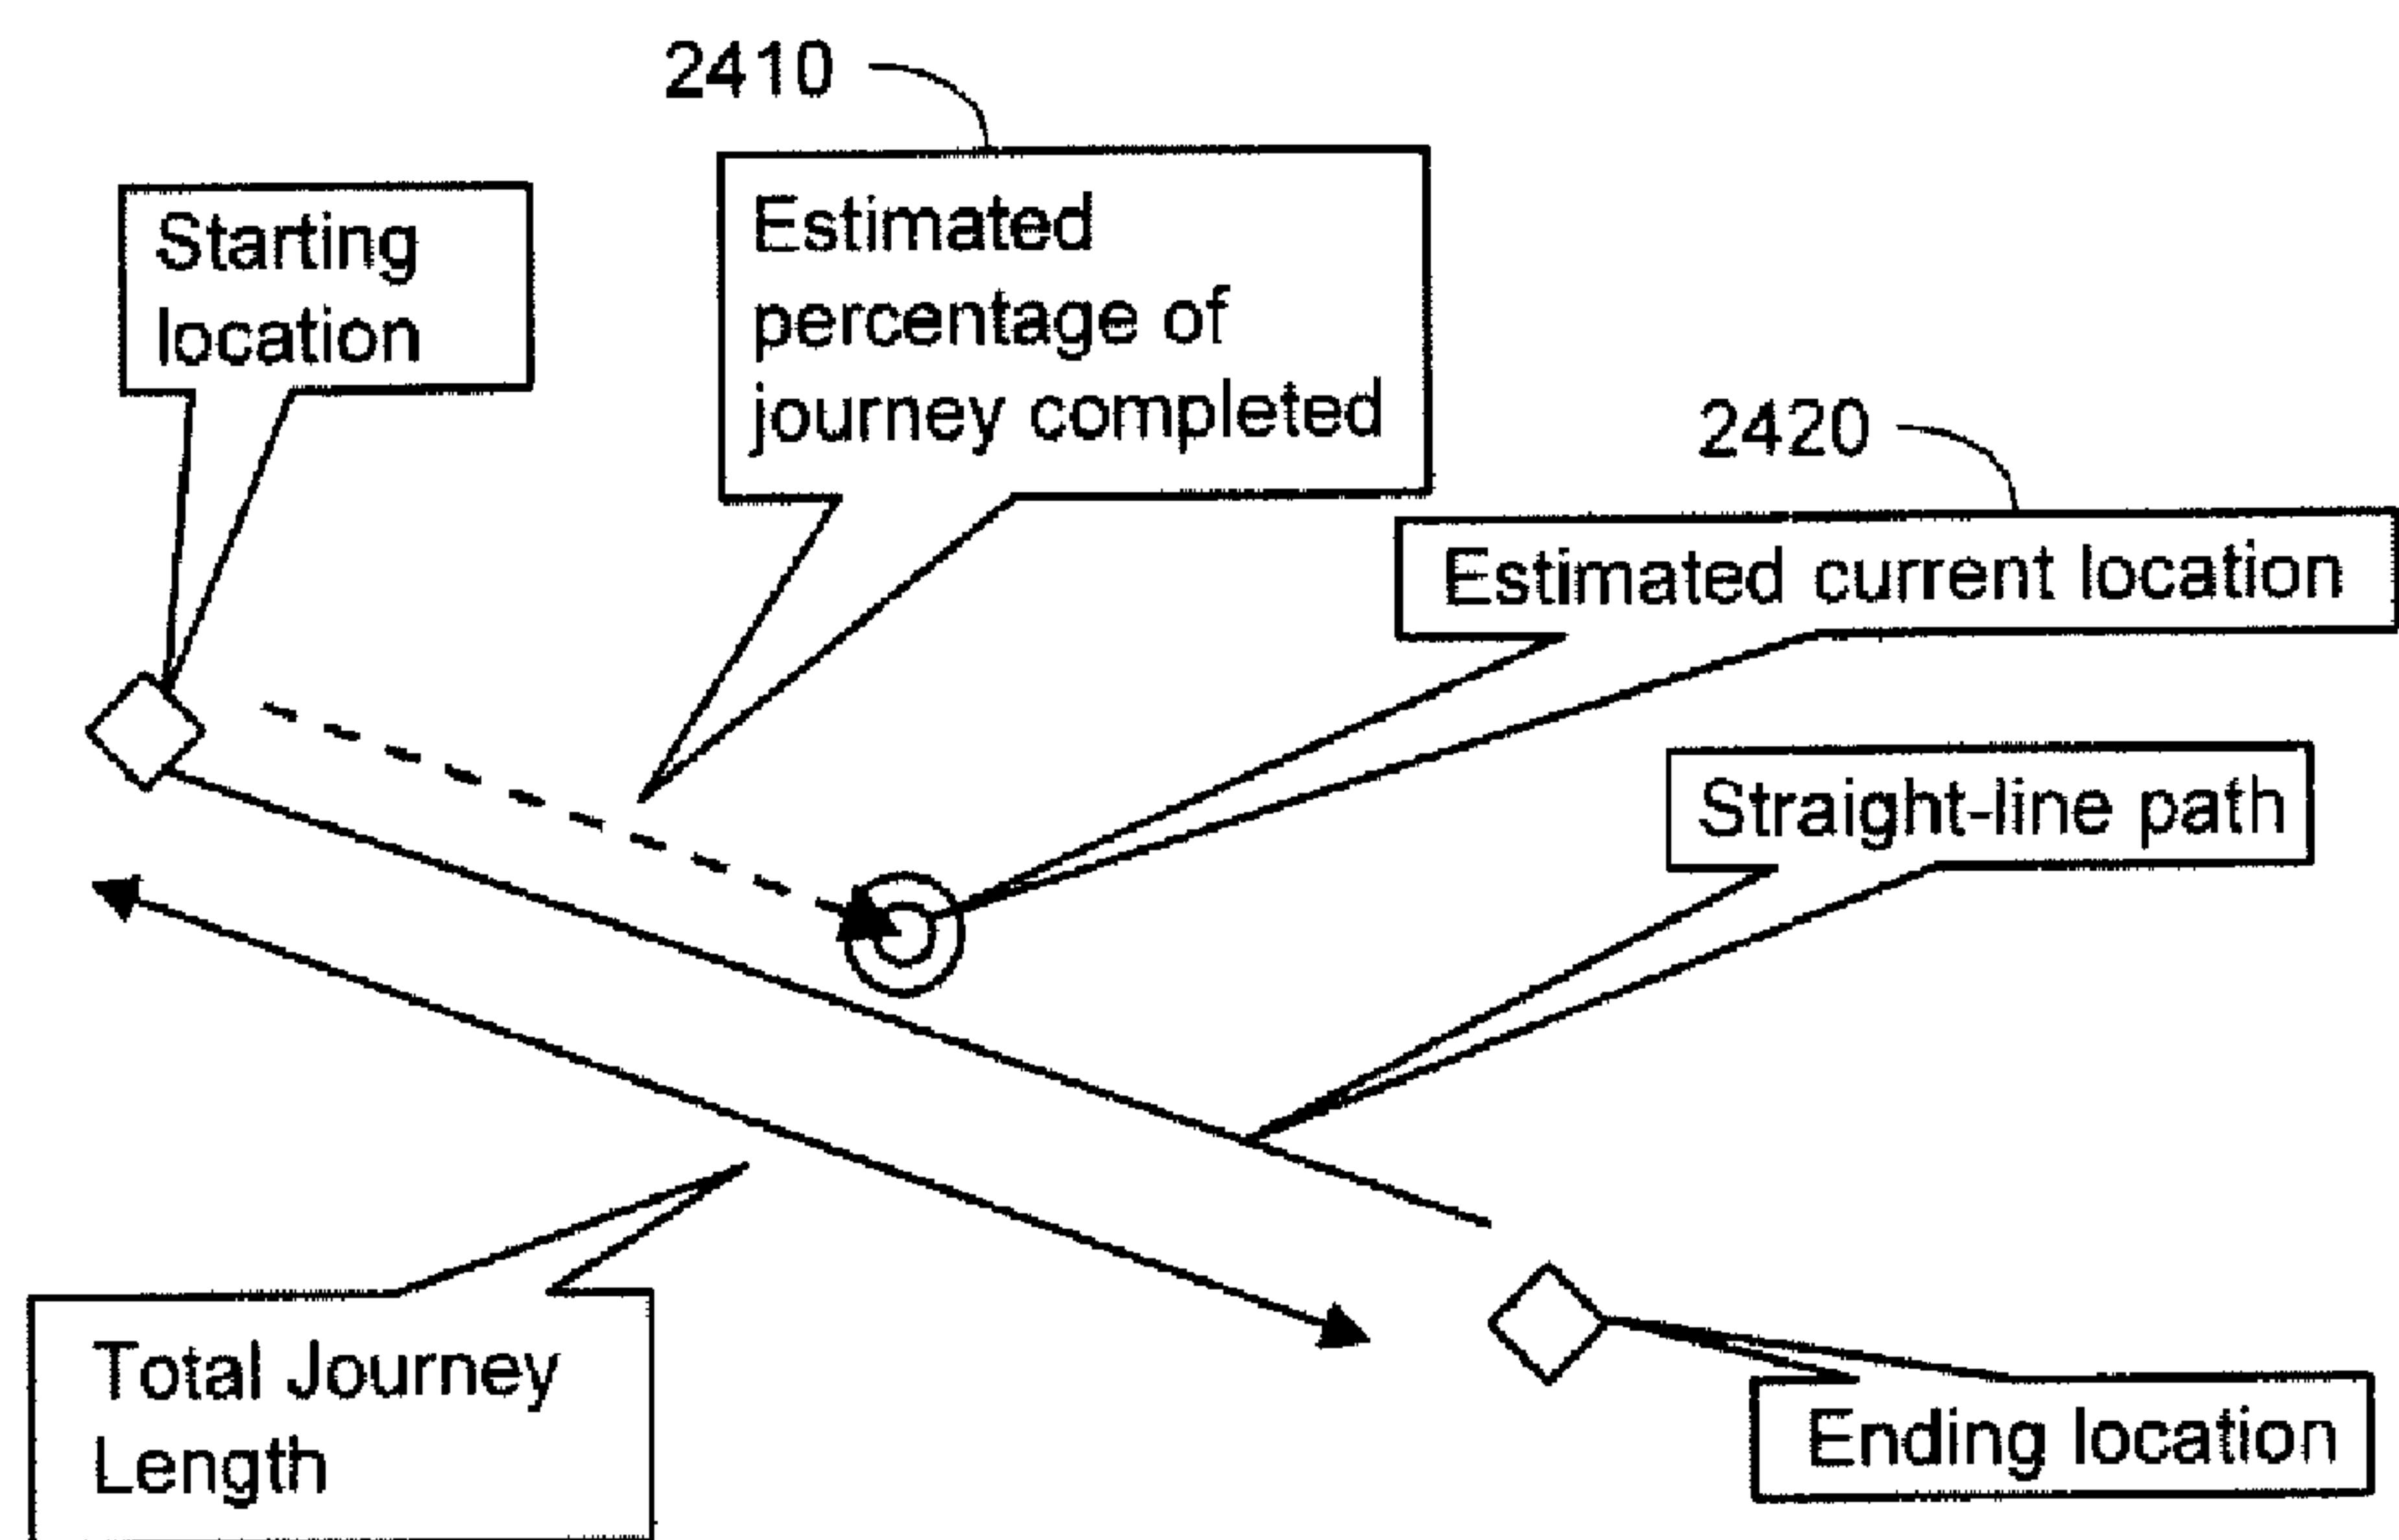 2410
Starting
location
Estimated
percentage of
journey completed
2420
Estimated current location
Straight-line path
Total Journey
Length
Ending location